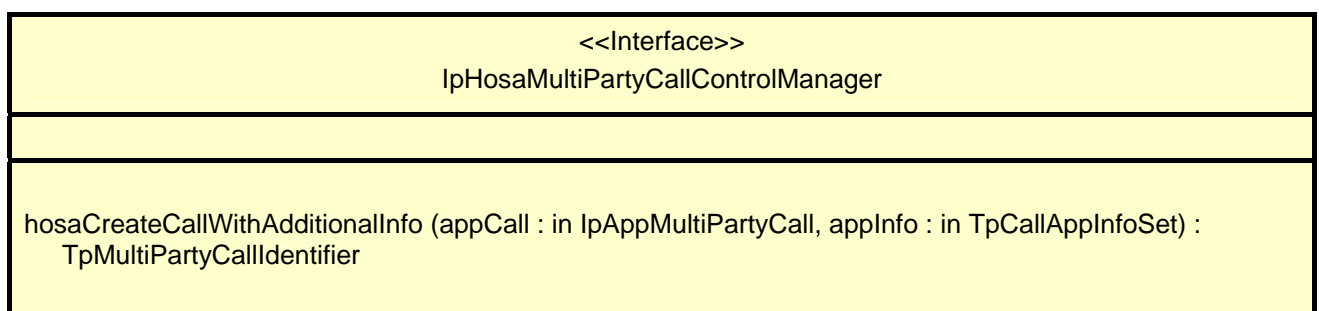 <<Interface>>
IpHosaMultiPartyCallControlManager
hosaCreateCallWithAdditionalInfo (appCall : in IpAppMultiPartyCall, appInfo : in TpCallAppInfoSet) :
TpMultiPartyCallIdentifier